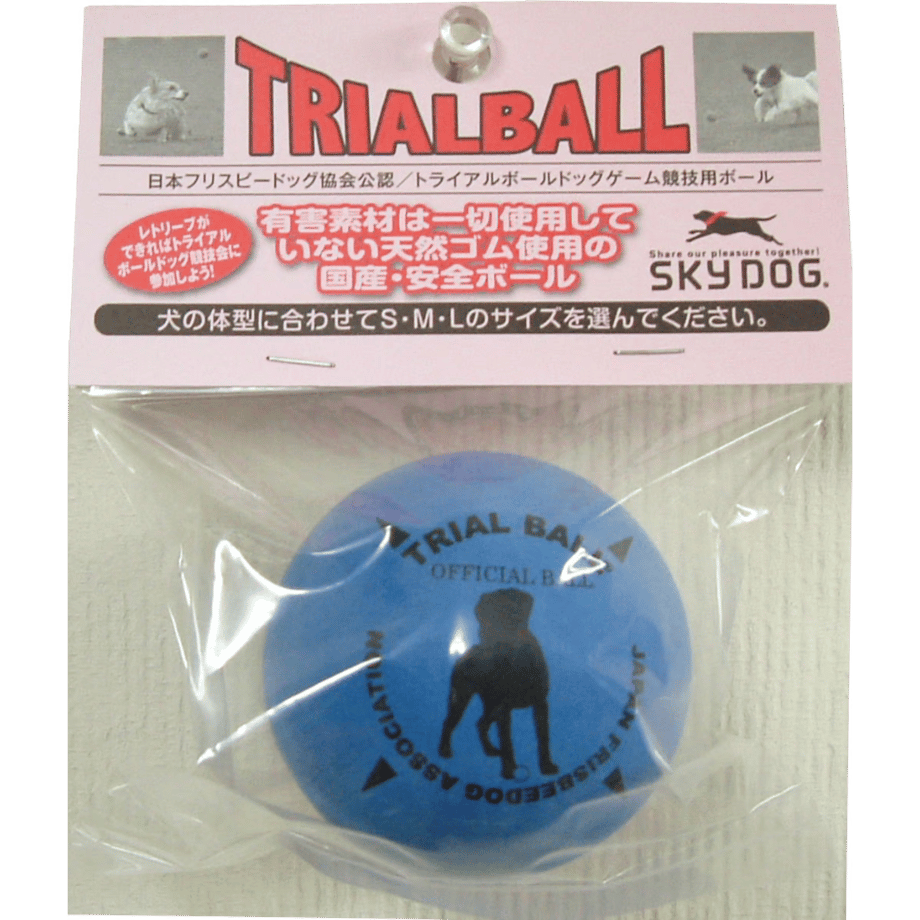 TRIALBALL
日本フリスビードッグ協会公認／トライアルボールドッグゲーム競技用ボール
レトリーブが
できればトライアル
ボールドッグ競技会に
参加しよう!
有害素材は一切使用して
いない天然ゴム使用の
国産・安全ボール
Share our pleasure together!
SKYDOG®
犬の体型に合わせてS・M・Lのサイズを選んでください。
TRIAL BALL
OFFICIAL BALL
JAPAN FRISBEEDOG ASSOCIATION